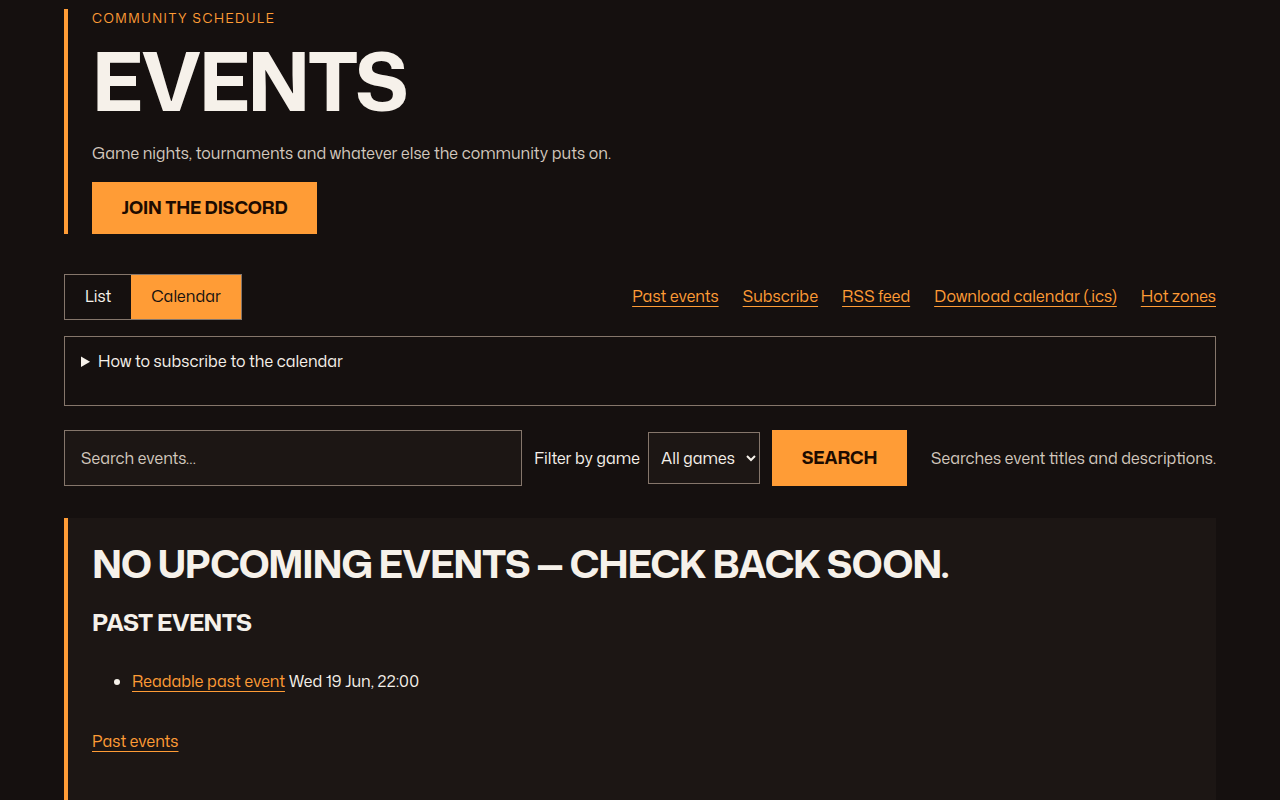 COMMUNITY SCHEDULE
EVENTS
Game nights, tournaments and whatever else the community puts on.
JOIN THE DISCORD
List Calendar Past events Subscribe RSS feed Download calendar (.ics) Hot zones
How to subscribe to the calendar
Search events... Filter by game All games SEARCH Searches event titles and descriptions.
NO UPCOMING EVENTS — CHECK BACK SOON.
PAST EVENTS
Readable past event Wed 19 Jun, 22:00
Past events